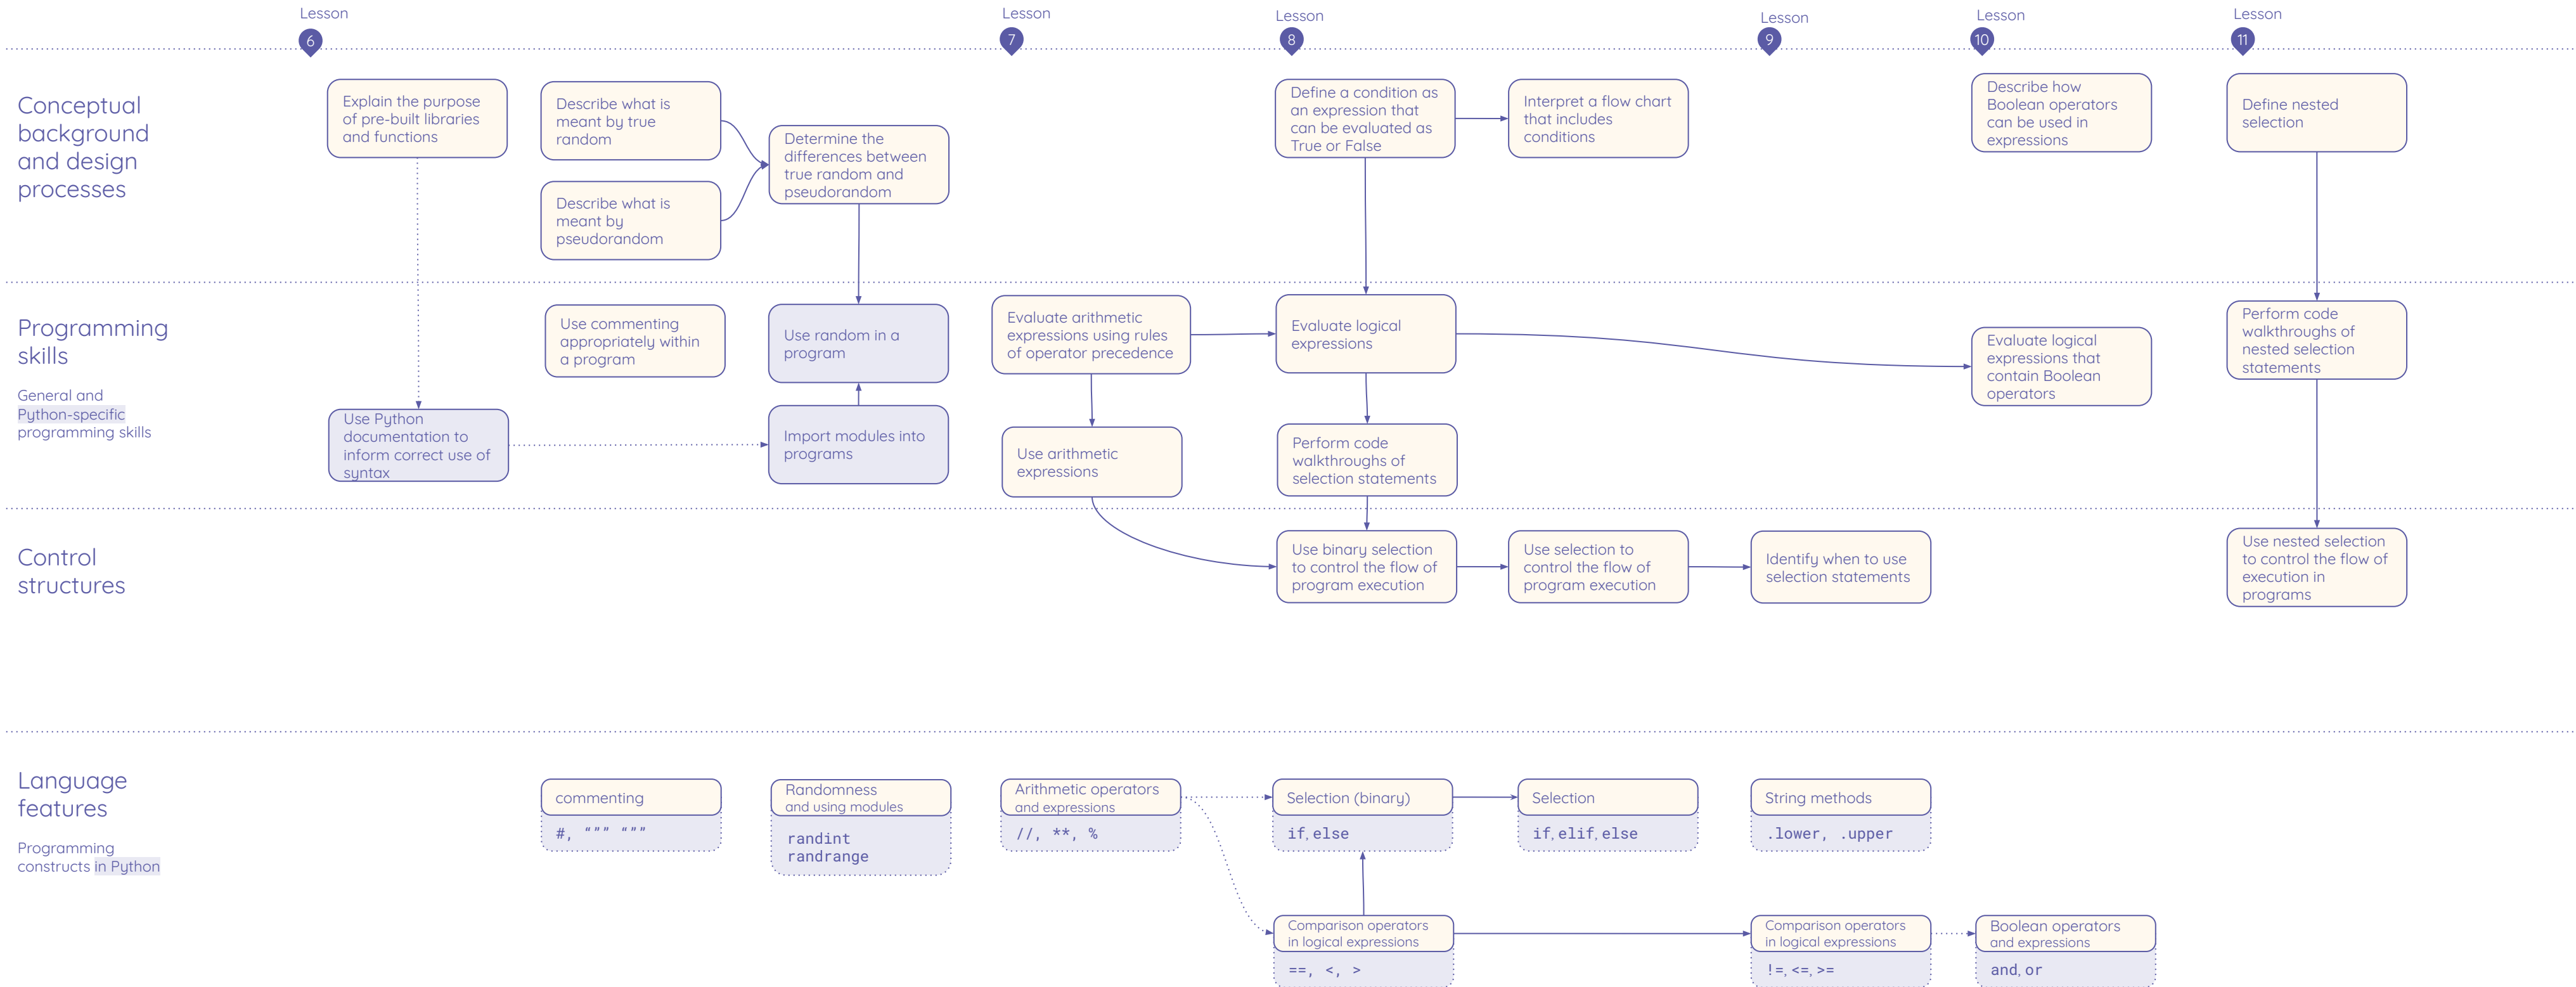 Lesson
6
Lesson
7
Lesson
8
Lesson
9
Lesson
10
Lesson
11
Conceptual
background
and design
processes
Explain the purpose
of pre-built libraries
and functions
Describe what is
meant by true
random
Describe what is
meant by
pseudorandom
Determine the
differences between
true random and
pseudorandom
Define a condition as
an expression that
can be evaluated as
True or False
Interpret a flow chart
that includes
conditions
Describe how
Boolean operators
can be used in
expressions
Define nested
selection
Programming
skills
General and
Python-specific
programming skills
Use Python
documentation to
inform correct use of
syntax
Use commenting
appropriately within
a program
Use random in a
program
Import modules into
programs
Evaluate arithmetic
expressions using rules
of operator precedence
Use arithmetic
expressions
Evaluate logical
expressions
Perform code
walkthroughs of
selection statements
Evaluate logical
expressions that
contain Boolean
operators
Perform code
walkthroughs of
nested selection
statements
Control
structures
Use binary selection
to control the flow of
program execution
Use selection to
control the flow of
program execution
Identify when to use
selection statements
Use nested selection
to control the flow of
execution in
programs
Language
features
Programming
constructs in Python
commenting
#, “”” “””
Randomness
and using modules
randint
randrange
Arithmetic operators
and expressions
//, **, %
Selection (binary)
if, else
Selection
if, elif, else
String methods
.lower, .upper
Comparison operators
in logical expressions
==, <, >
Comparison operators
in logical expressions
!=, <=, >=
Boolean operators
and expressions
and, or